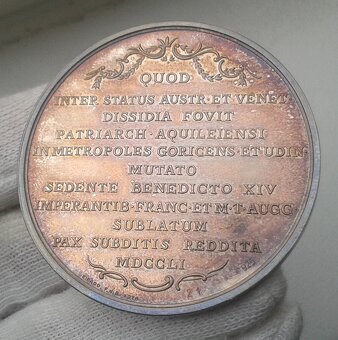 QUOD
INTER STATUS AUSTR·ET VENET·
DISSIDIA FOVIT
PATRIARCH·AQUILEIENSI
IN METROPOLES GORICENS·ET UDIN·
MUTATO
SEDENTE BENEDICTO XIV
IMPERANTIB·FRANC·ET M·T·AUGG·
SUBLATUM
PAX SUBDITIS REDDITA
MDCCLI